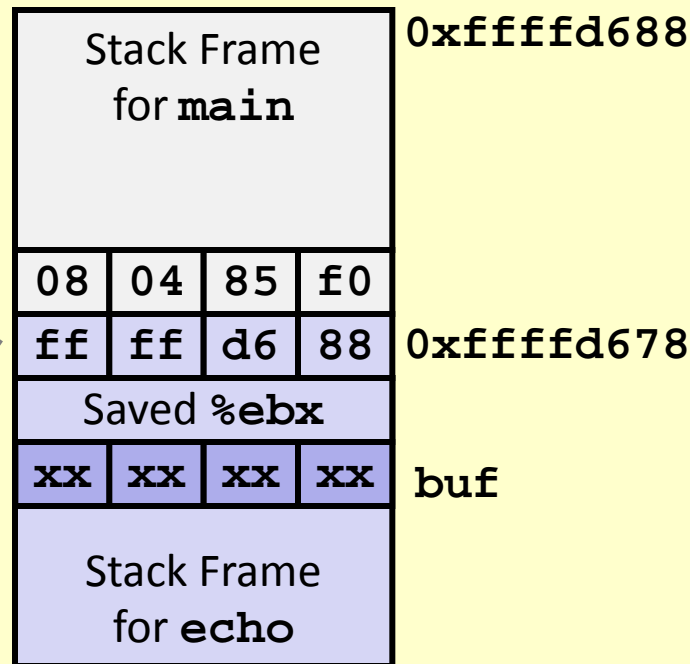 Stack Frame
for main
0xffffd688
08 04 85 f0
ff ff d6 88 0xffffd678
Saved %ebx
xx xx xx xx buf
Stack Frame
for echo